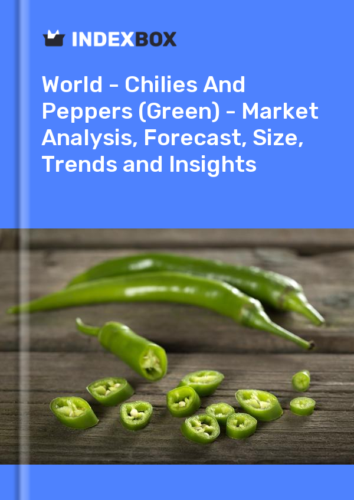 INDEXBOX
World - Chilies And
Peppers (Green) - Market
Analysis, Forecast, Size,
Trends and Insights